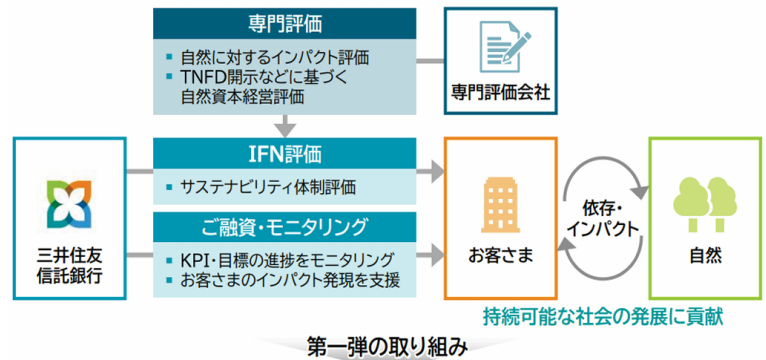 専門評価
▪ 自然に対するインパクト評価
▪ TNFD開示などに基づく
自然資本経営評価
専門評価会社
IFN評価
▪ サステナビリティ体制評価
ご融資・モニタリング
▪ KPI・目標の進捗をモニタリング
▪ お客さまのインパクト発現を支援
三井住友
信託銀行
お客さま
依存・
インパクト
自然
持続可能な社会の発展に貢献
第一弾の取り組み